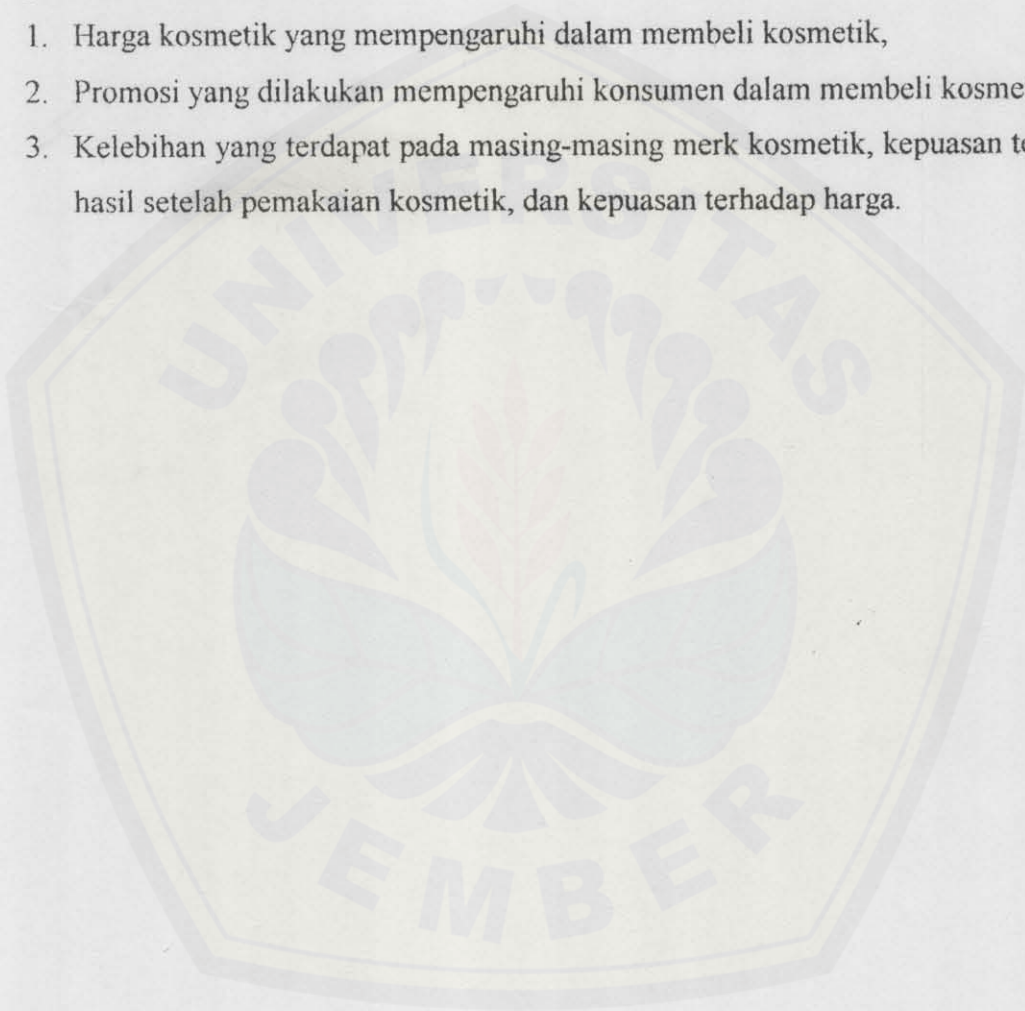 1. Harga kosmetik yang mempengaruhi dalam membeli kosmetik,
2. Promosi yang dilakukan mempengaruhi konsumen dalam membeli kosme
3. Kelebihan yang terdapat pada masing-masing merk kosmetik, kepuasan te
hasil setelah pemakaian kosmetik, dan kepuasan terhadap harga.
UNIVERSITAS
JEMBER